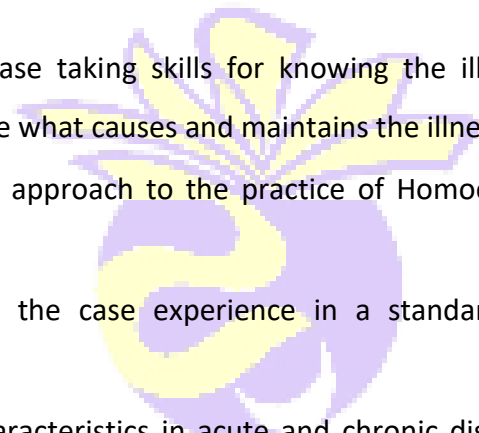 ase taking skills for knowing the ill
e what causes and maintains the illne
approach to the practice of Homo
the case experience in a standar
aracteristics in acute and chronic dis